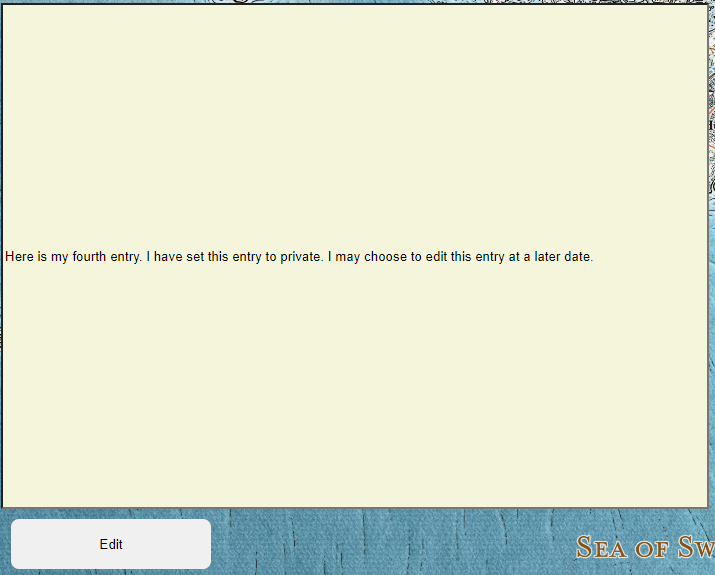 Here is my fourth entry. I have set this entry to private. I may choose to edit this entry at a later date.
Edit
Sea of Sw